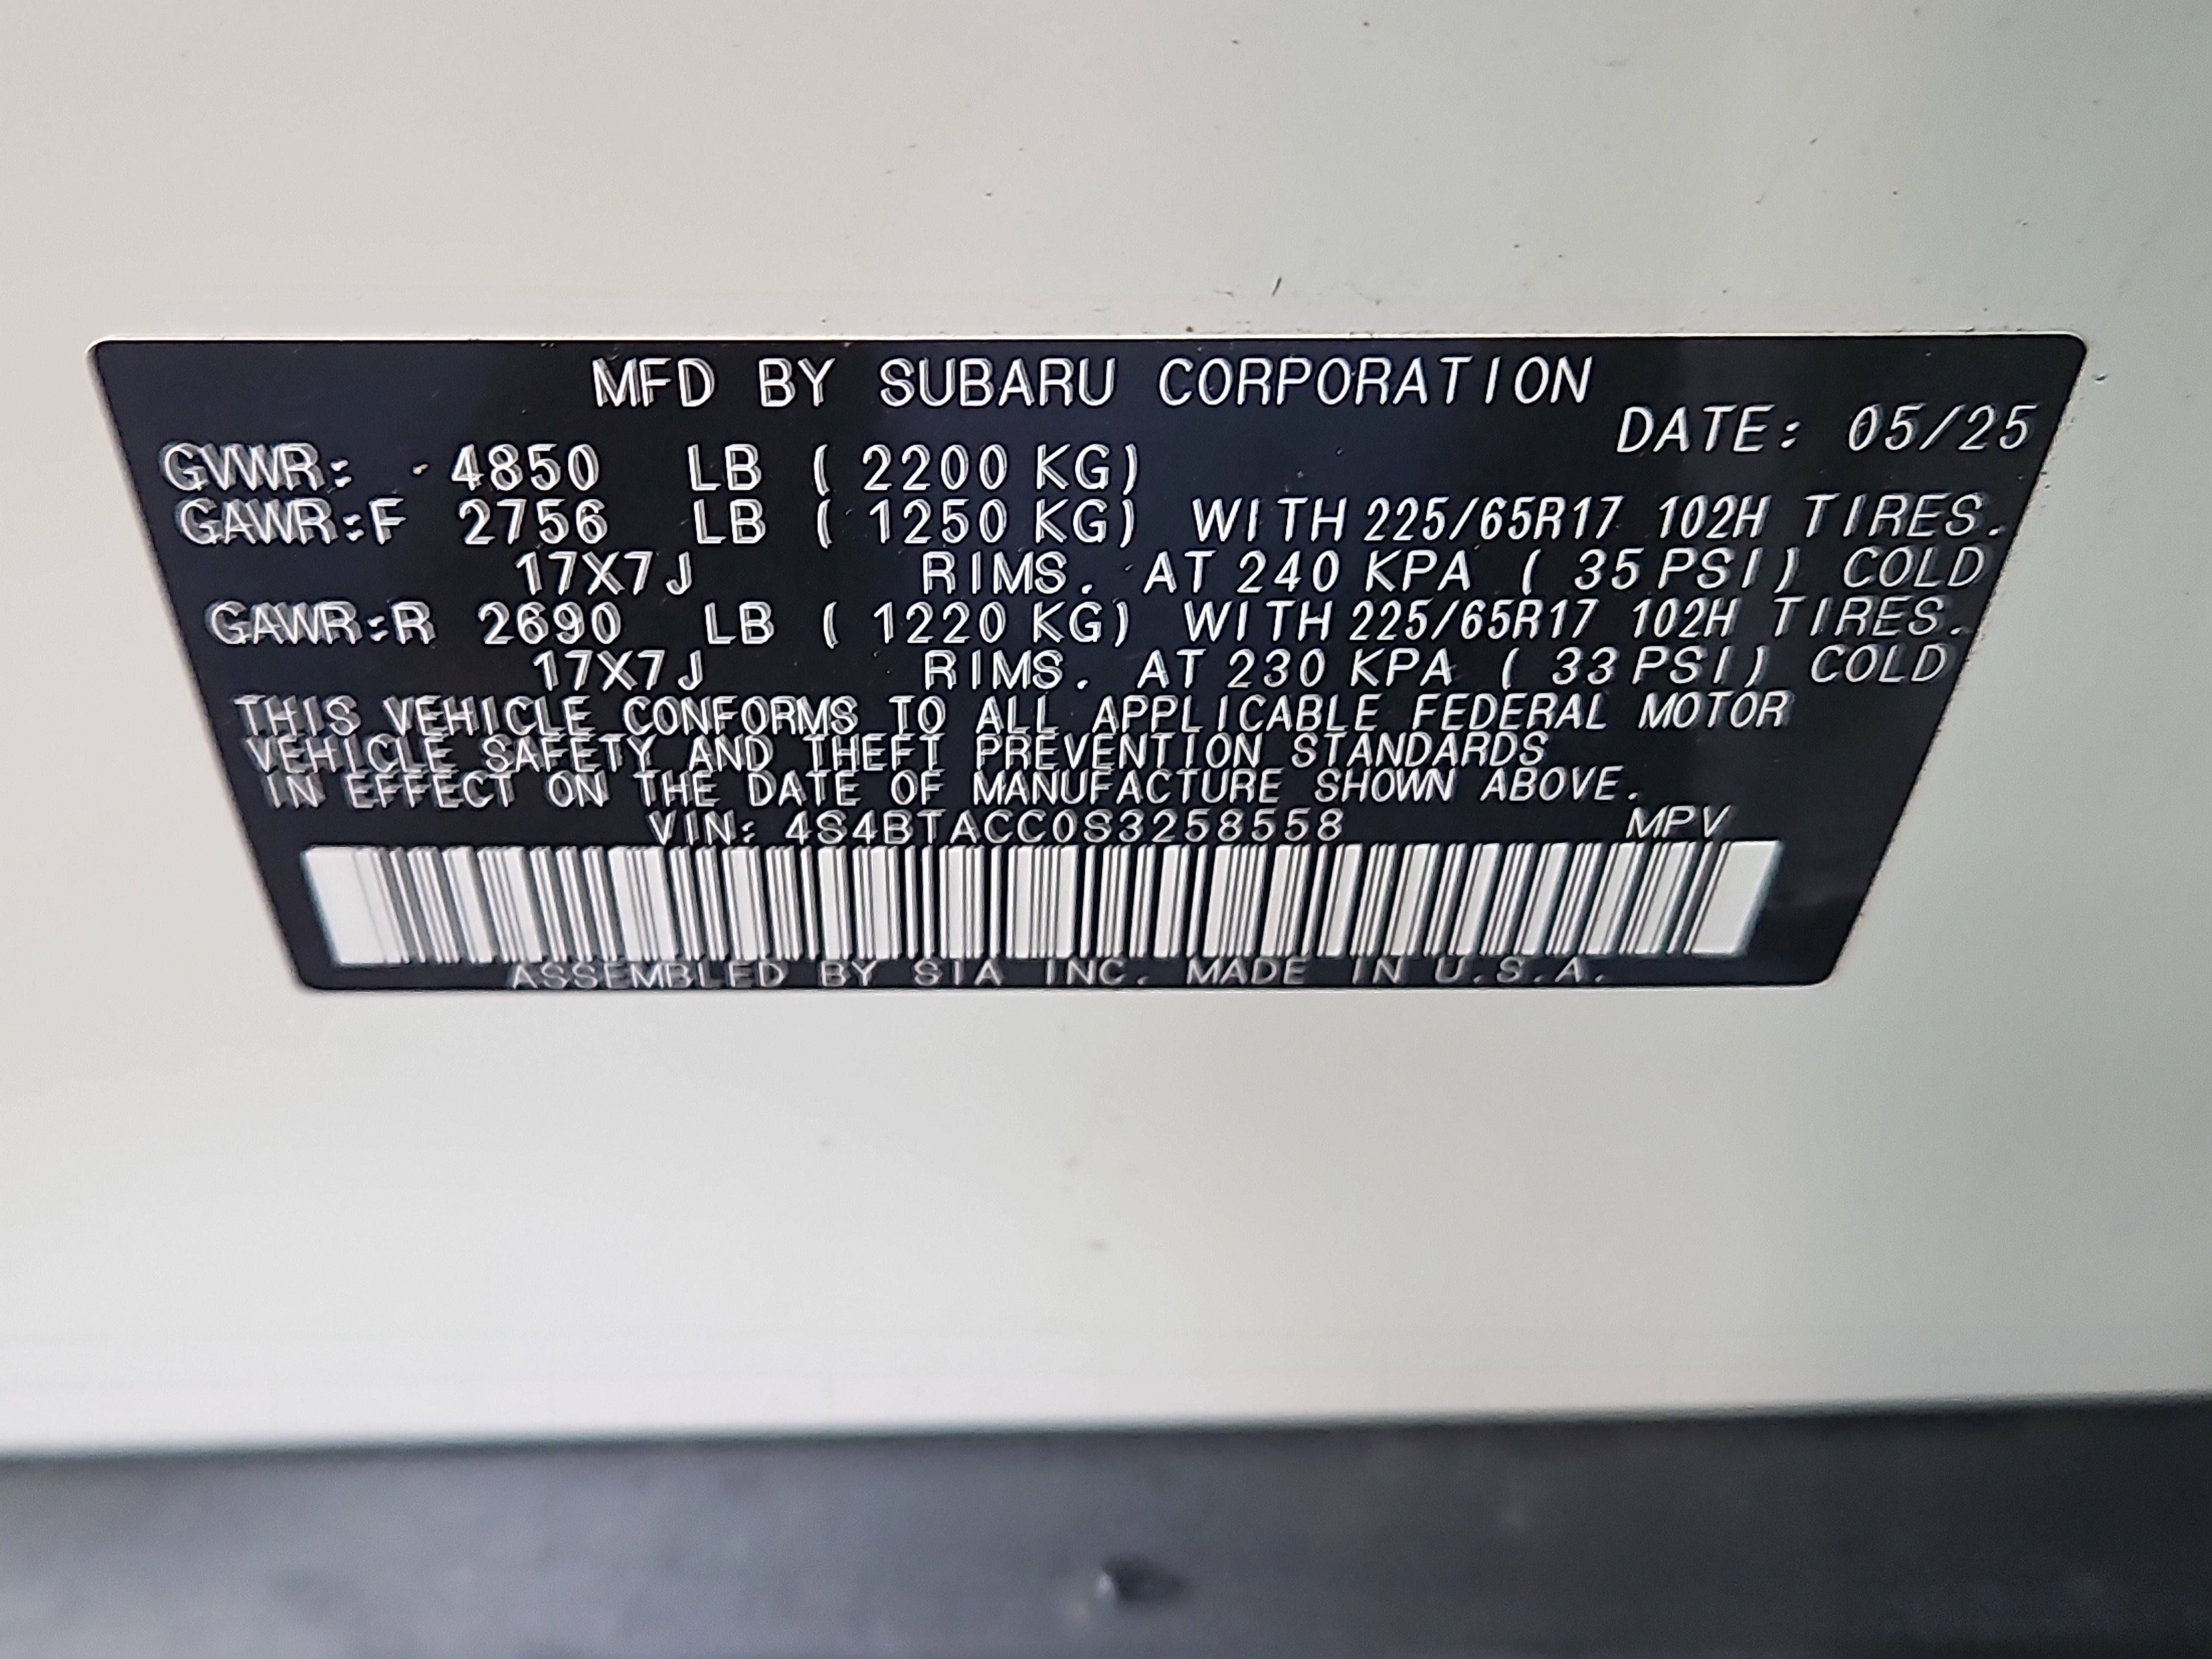 MFD BY SUBARU CORPORATION
DATE: 05/25
GVWR: 4850 LB ( 2200 KG)
GAWR:F 2756 LB ( 1250 KG) WITH 225/65R17 102H TIRES.
17X7J RIMS. AT 240 KPA ( 35 PSI) COLD
GAWR:R 2690 LB ( 1220 KG) WITH 225/65R17 102H TIRES.
17X7J RIMS. AT 230 KPA ( 33 PSI) COLD
THIS VEHICLE CONFORMS TO ALL APPLICABLE FEDERAL MOTOR
VEHICLE SAFETY AND THEFT PREVENTION STANDARDS
IN EFFECT ON THE DATE OF MANUFACTURE SHOWN ABOVE.
VIN: 4S4BTACC0S3258558 MPV
ASSEMBLED BY SIA INC. MADE IN U.S.A.